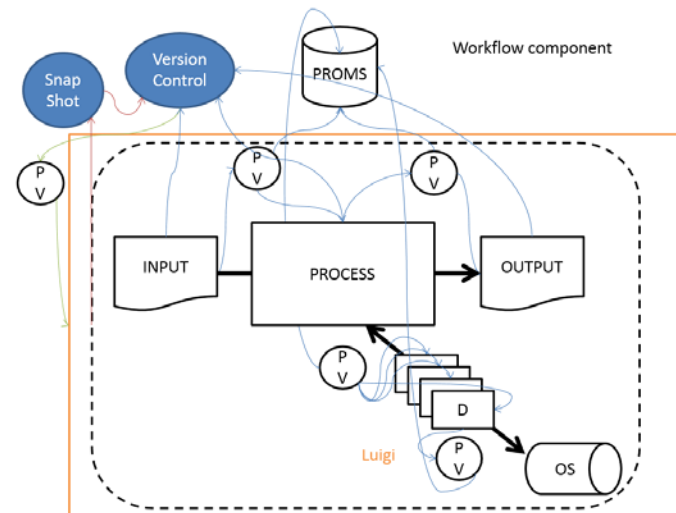 Workflow component
Version
Control
PROMS
Snap
Shot
P
V
P
V
P
V
INPUT
PROCESS
OUTPUT
P
V
D
Luigi
P
V
OS